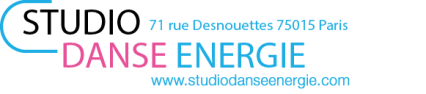 STUDIO 71 rue Desnouettes 75015 Paris
DANSE ENERGIE
www.studiodanseenergie.com